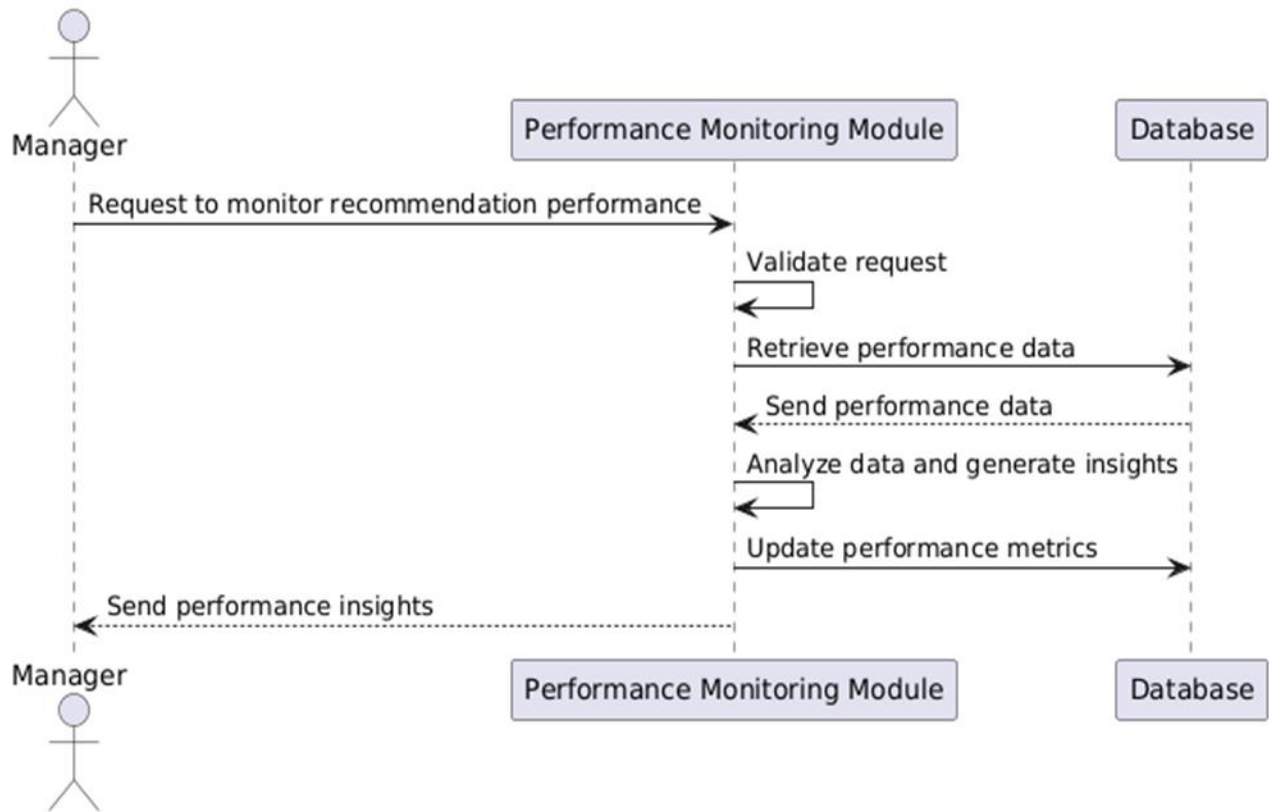 Manager
Performance Monitoring Module
Database
Request to monitor recommendation performance
Validate request
Retrieve performance data
Send performance data
Analyze data and generate insights
Update performance metrics
Send performance insights
Manager
Performance Monitoring Module
Database